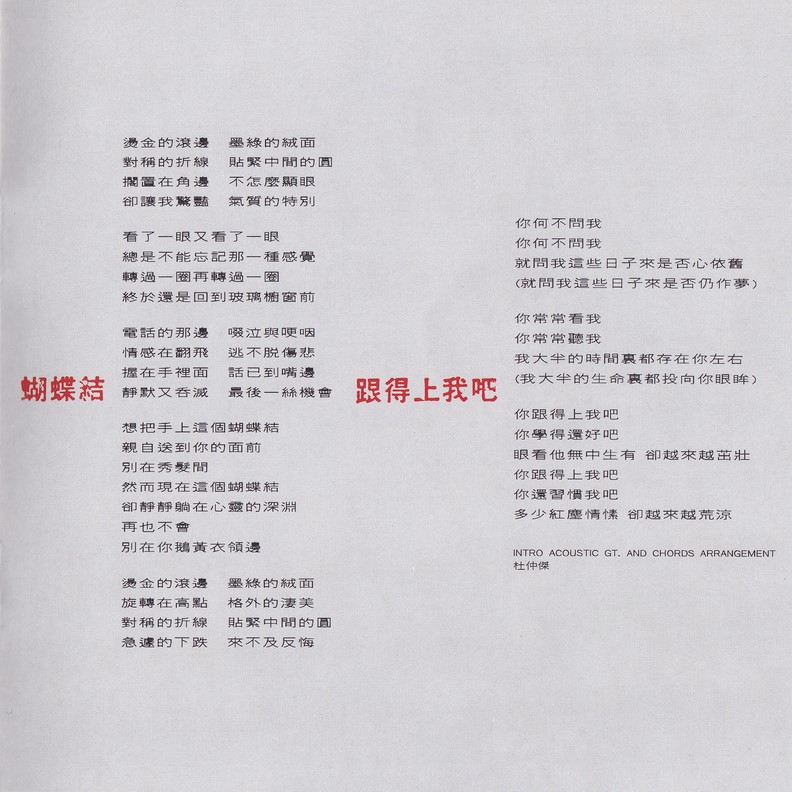 蝴蝶結
燙金的滾邊　墨綠的絨面
對稱的折線　貼緊中間的圓
擱置在角邊　不怎麼顯眼
卻讓我驚豔　氣質的特別
看了一眼又看了一眼
總是不能忘記那一種感覺
轉過一圈再轉過一圈
終於還是回到玻璃櫥窗前
電話的那邊　啜泣與哽咽
情感在翻飛　逃不脫傷悲
握在手裡面　話已到嘴邊
靜默又吞滅　最後一絲機會
想把手上這個蝴蝶結
親自送到你的面前
別在秀髮間
然而現在這個蝴蝶結
卻靜靜躺在心靈的深淵
再也不會
別在你鵝黃衣領邊
燙金的滾邊　墨綠的絨面
旋轉在高點　格外的淒美
對稱的折線　貼緊中間的圓
急遽的下跌　來不及反悔
跟得上我吧
你何不問我
你何不問我
就問我這些日子來是否心依舊
(就問我這些日子來是否仍作夢)
你常常看我
你常常聽我
我大半的時間裏都存在你左右
(我大半的生命裏都投向你眼眸)
你跟得上我吧
你學得還好吧
眼看他無中生有 卻越來越茁壯
你跟得上我吧
你還習慣我吧
多少紅塵情愫 卻越來越荒涼
INTRO ACOUSTIC GT. AND CHORDS ARRANGEMENT
杜仲傑